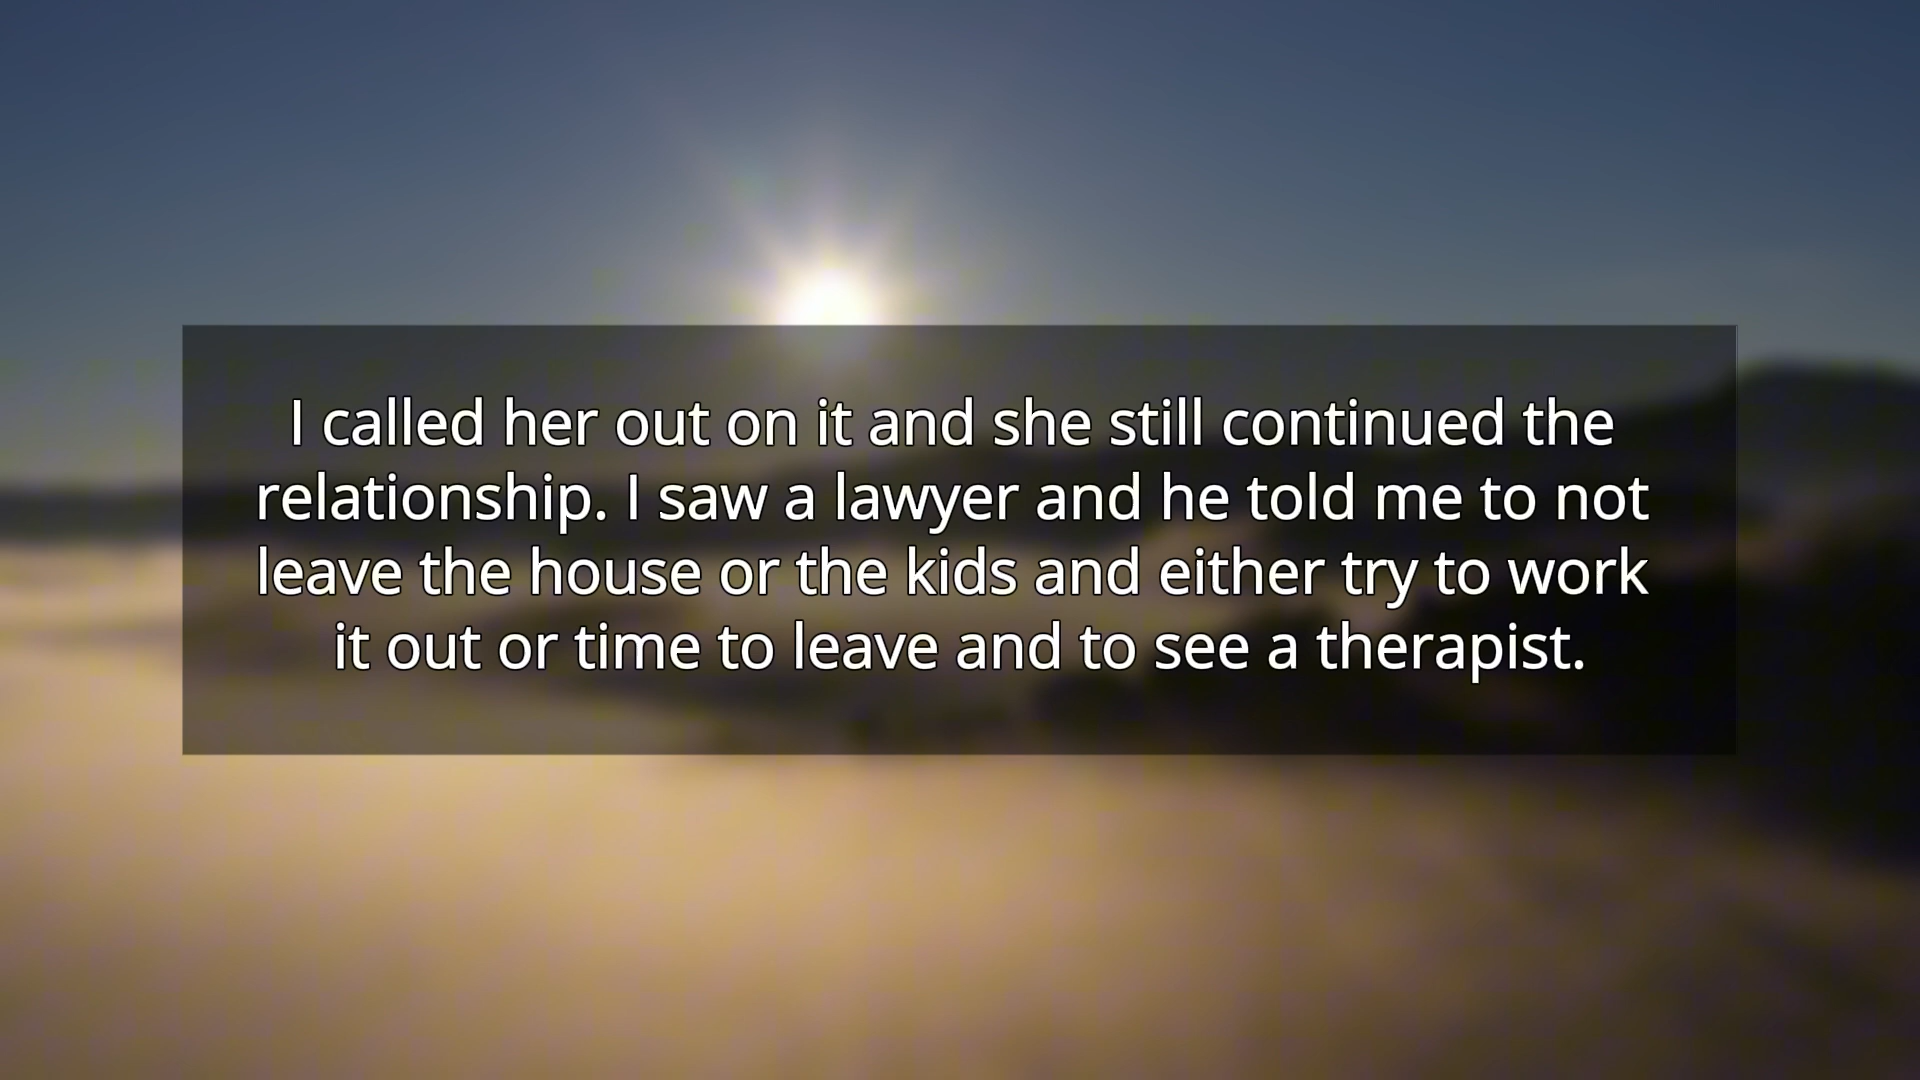 I called her out on it and she still continued the
relationship. I saw a lawyer and he told me to not
leave the house or the kids and either try to work
it out or time to leave and to see a therapist.